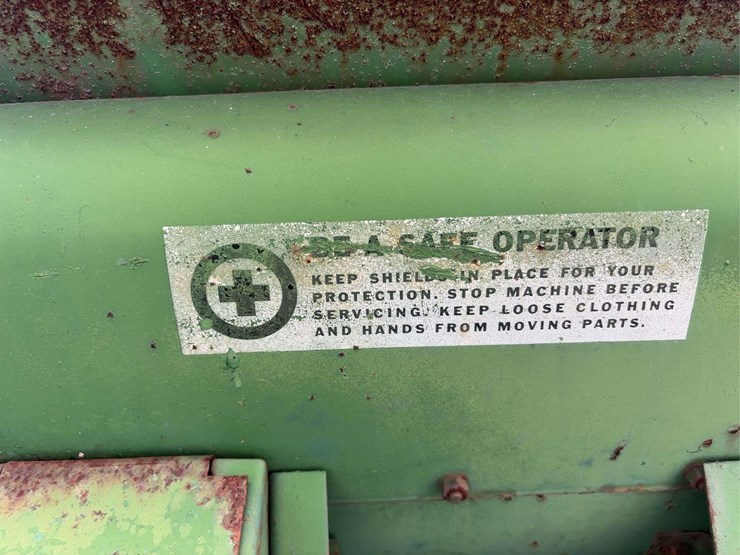 BE A SAFE OPERATOR
KEEP SHIELDS IN PLACE FOR YOUR
PROTECTION. STOP MACHINE BEFORE
SERVICING. KEEP LOOSE CLOTHING
AND HANDS FROM MOVING PARTS.